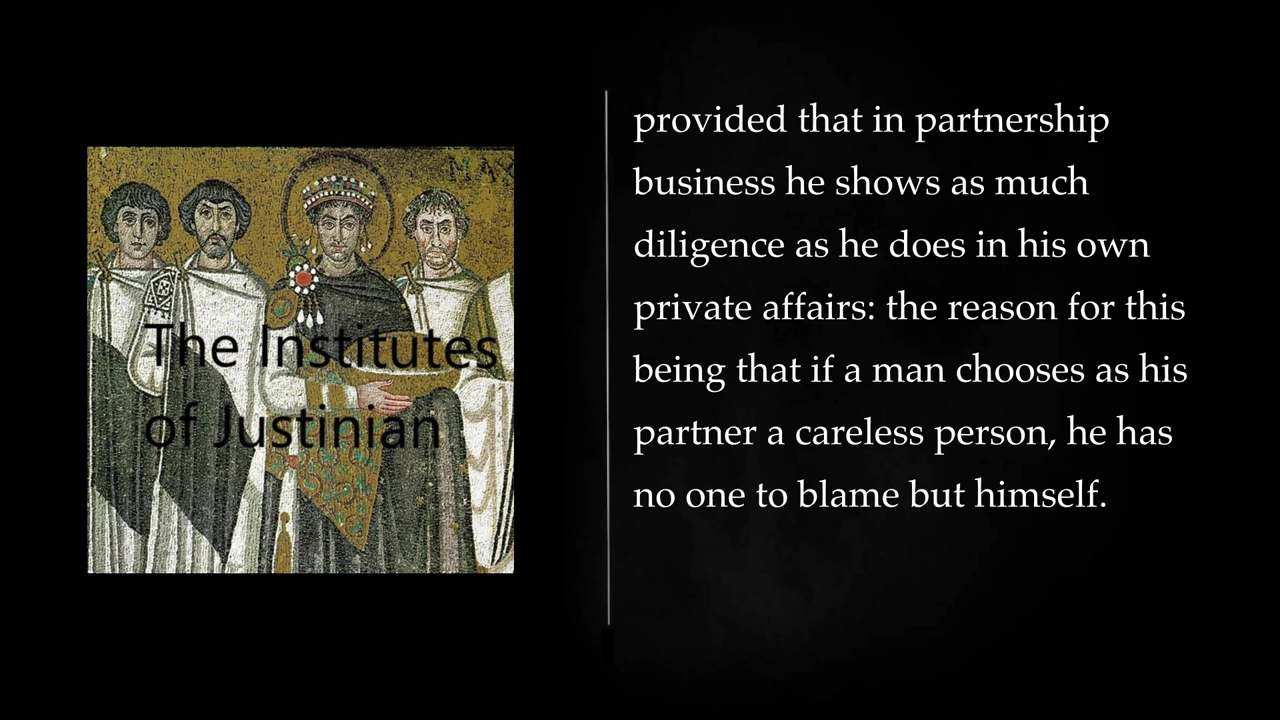 MAX
The Institutes
of Justinian
provided that in partnership
business he shows as much
diligence as he does in his own
private affairs: the reason for this
being that if a man chooses as his
partner a careless person, he has
no one to blame but himself.